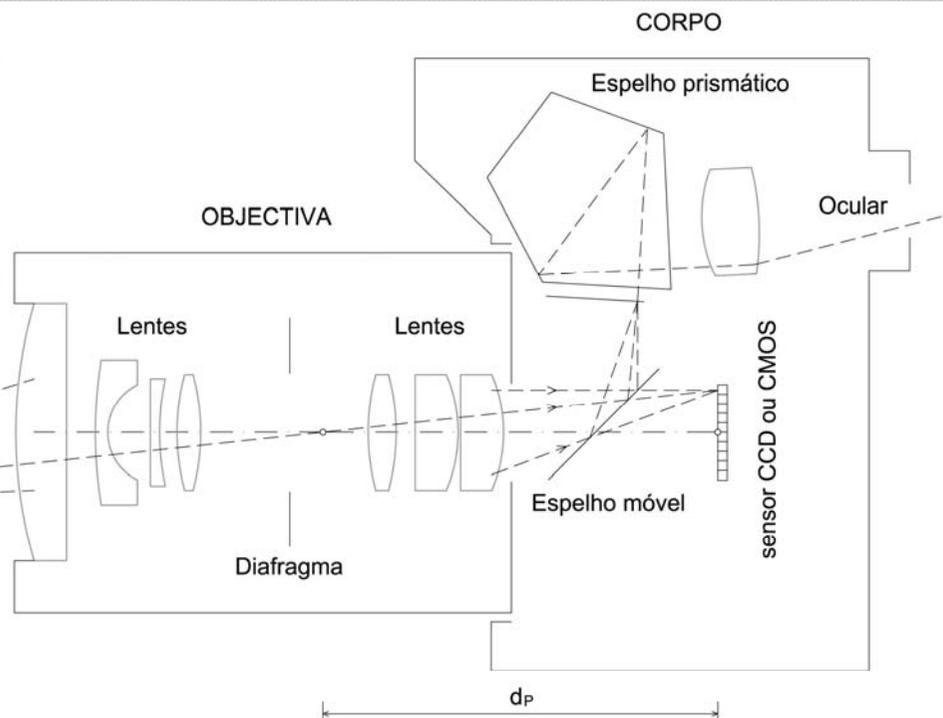 CORPO
Espelho prismático
Ocular
OBJECTIVA
Lentes
Lentes
sensor CCD ou CMOS
Espelho móvel
Diafragma
dP